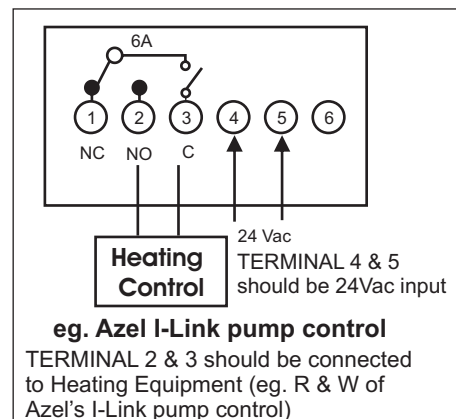 6A
1 2 3 4 5 6
NC NO C
24 Vac
Heating
Control
TERMINAL 4 & 5
should be 24Vac input
eg. Azel I-Link pump control
TERMINAL 2 & 3 should be connected
to Heating Equipment (eg. R & W of
Azel's I-Link pump control)